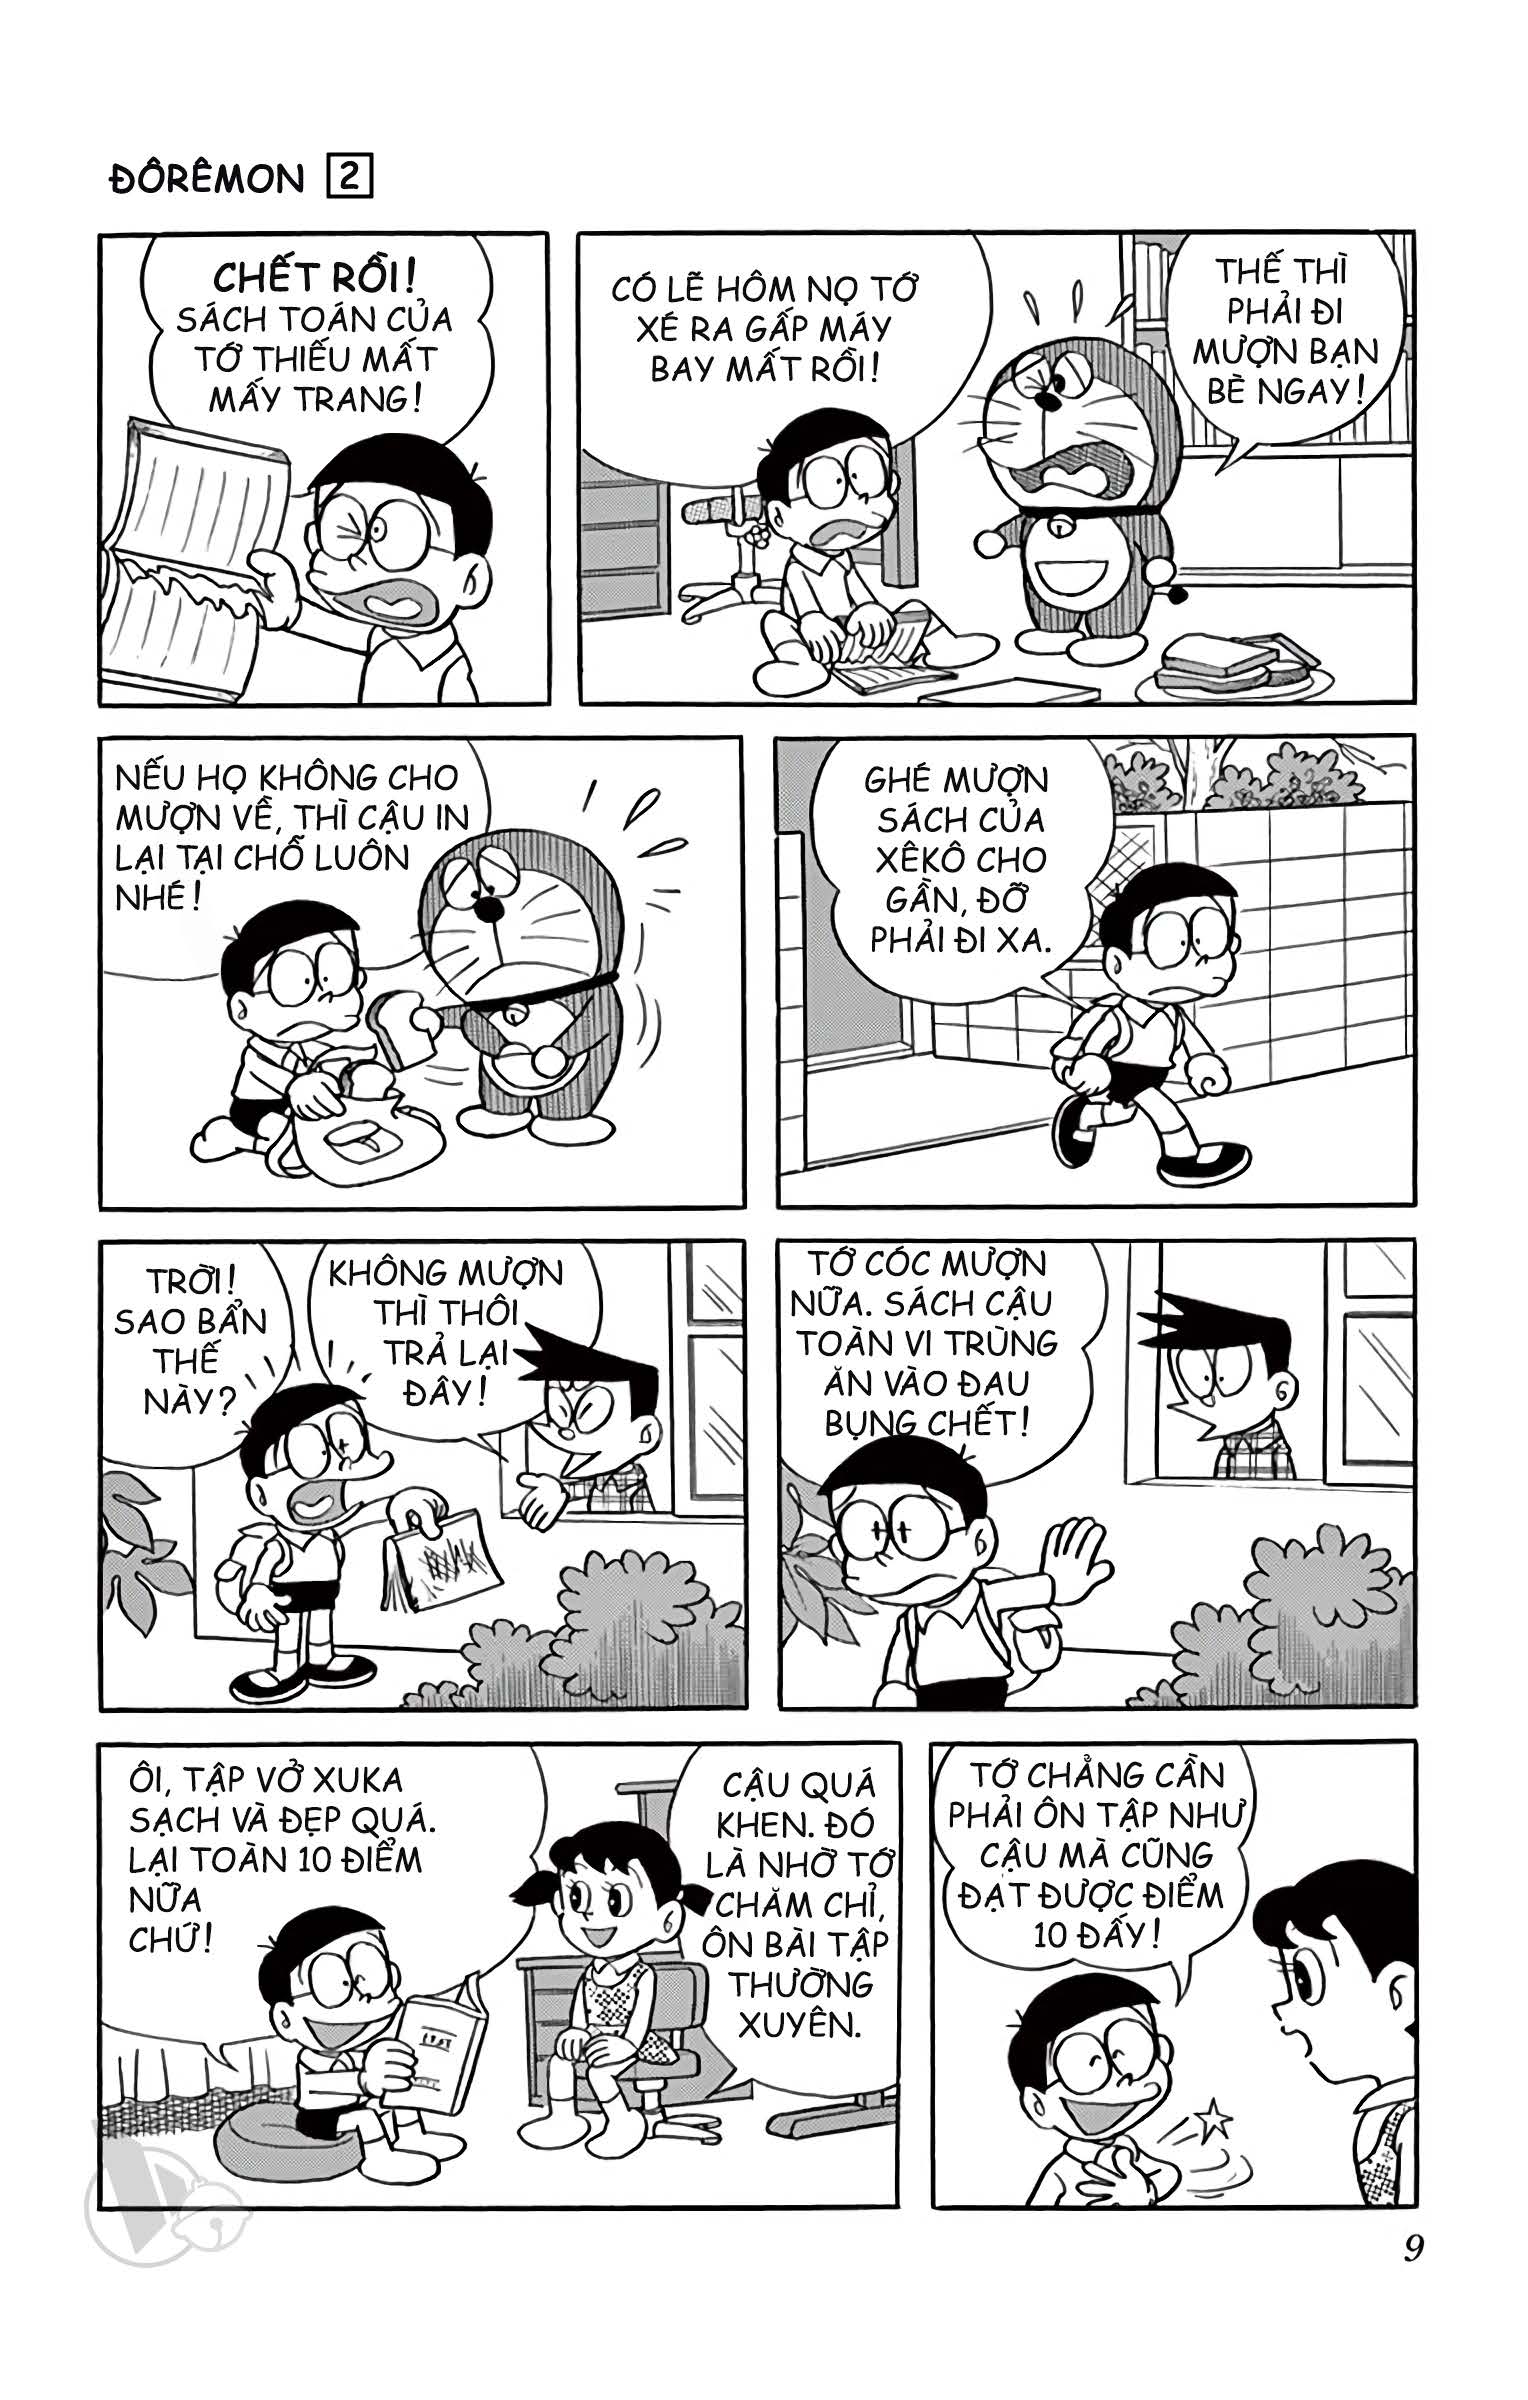 ĐÔRÊMON 2
CHẾT RỒI!
SÁCH TOÁN CỦA
TỚ THIẾU MẤT
MẤY TRANG!
CÓ LẼ HÔM NỌ TỚ
XÉ RA GẤP MÁY
BAY MẤT RỒI!
THẾ THÌ
PHẢI ĐI
MƯỢN BẠN
BÈ NGAY!
NẾU HỌ KHÔNG CHO
MƯỢN VỀ, THÌ CẬU IN
LẠI TẠI CHỖ LUÔN
NHÉ!
GHÉ MƯỢN
SÁCH CỦA
XÊKÔ CHO
GẦN, ĐỠ
PHẢI ĐI XA.
TRỜI!
SAO BẨN
THẾ
NÀY?
KHÔNG MƯỢN
THÌ THÔI
TRẢ LẠI
ĐÂY!
TỚ CÓC MƯỢN
NỮA. SÁCH CẬU
TOÀN VI TRÙNG
ĂN VÀO ĐAU
BỤNG CHẾT!
ÔI, TẬP VỞ XUKA
SẠCH VÀ ĐẸP QUÁ.
LẠI TOÀN 10 ĐIỂM
NỮA
CHỨ!
CẬU QUÁ
KHEN. ĐÓ
LÀ NHỜ TỚ
CHĂM CHỈ,
ÔN BÀI TẬP
THƯỜNG
XUYÊN.
TỚ CHẲNG CẦN
PHẢI ÔN TẬP NHƯ
CẬU MÀ CŨNG
ĐẠT ĐƯỢC ĐIỂM
10 ĐẤY!
9